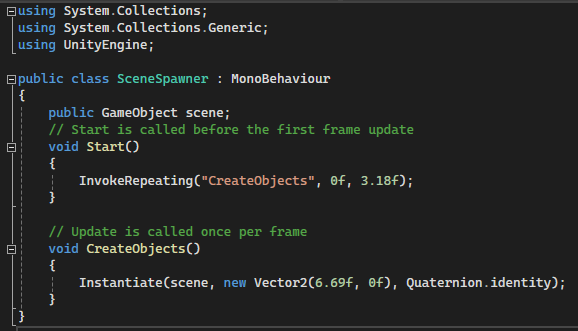 using System.Collections;
using System.Collections.Generic;
using UnityEngine;
public class SceneSpawner : MonoBehaviour
{
public GameObject scene;
// Start is called before the first frame update
void Start()
{
InvokeRepeating("CreateObjects", 0f, 3.18f);
}
// Update is called once per frame
void CreateObjects()
{
Instantiate(scene, new Vector2(6.69f, 0f), Quaternion.identity);
}
}